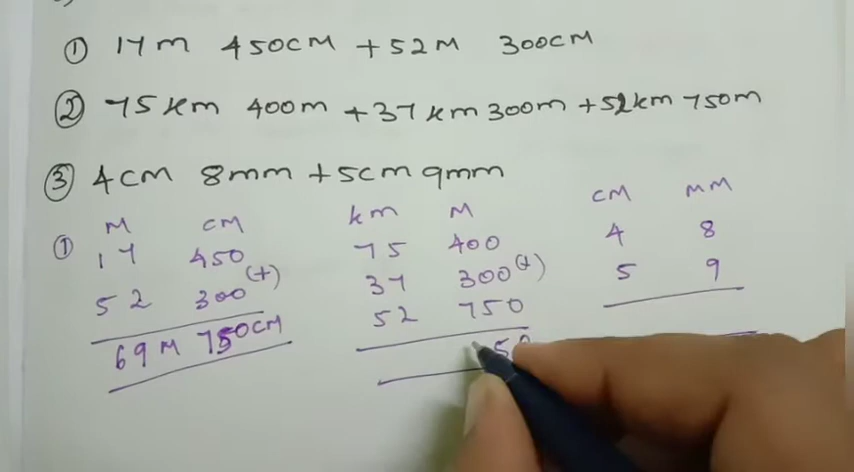 ① 17m 450CM + 52M 300CM
② 75km 400m + 37km 300m + 52km 750m
③ 4cm 8mm + 5cm 9mm
M CM
① 17 450
52 300 (+)
69M 750CM
km M
75 400
37 300 (+)
52 750
50
CM MM
4 8
5 9